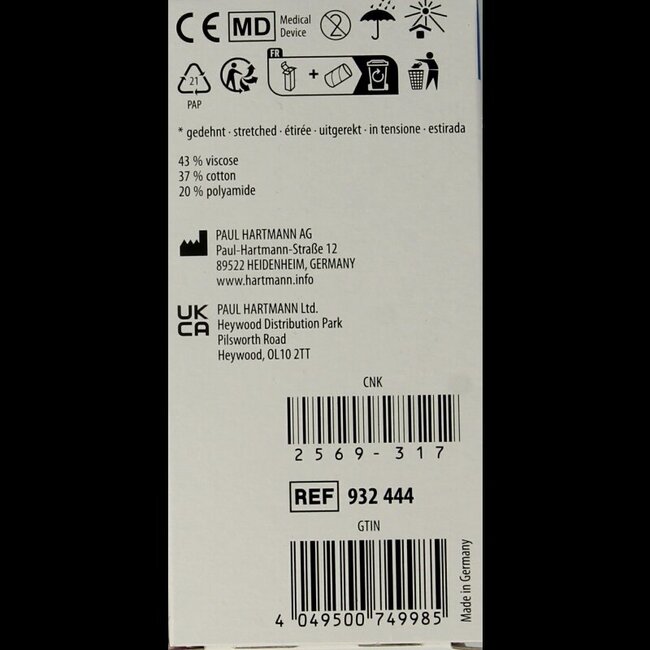 CE MD Medical
Device
2
FR
21
PAP
+
* gedehnt · stretched · étirée · uitgerekt · in tensione · estirada
43 % viscose
37 % cotton
20 % polyamide
PAUL HARTMANN AG
Paul-Hartmann-Straße 12
89522 HEIDENHEIM, GERMANY
www.hartmann.info
UK
CA
PAUL HARTMANN Ltd.
Heywood Distribution Park
Pilsworth Road
Heywood, OL10 2TT
CNK
2569-317
REF 932 444
GTIN
4 049500 749985
Made in Germany